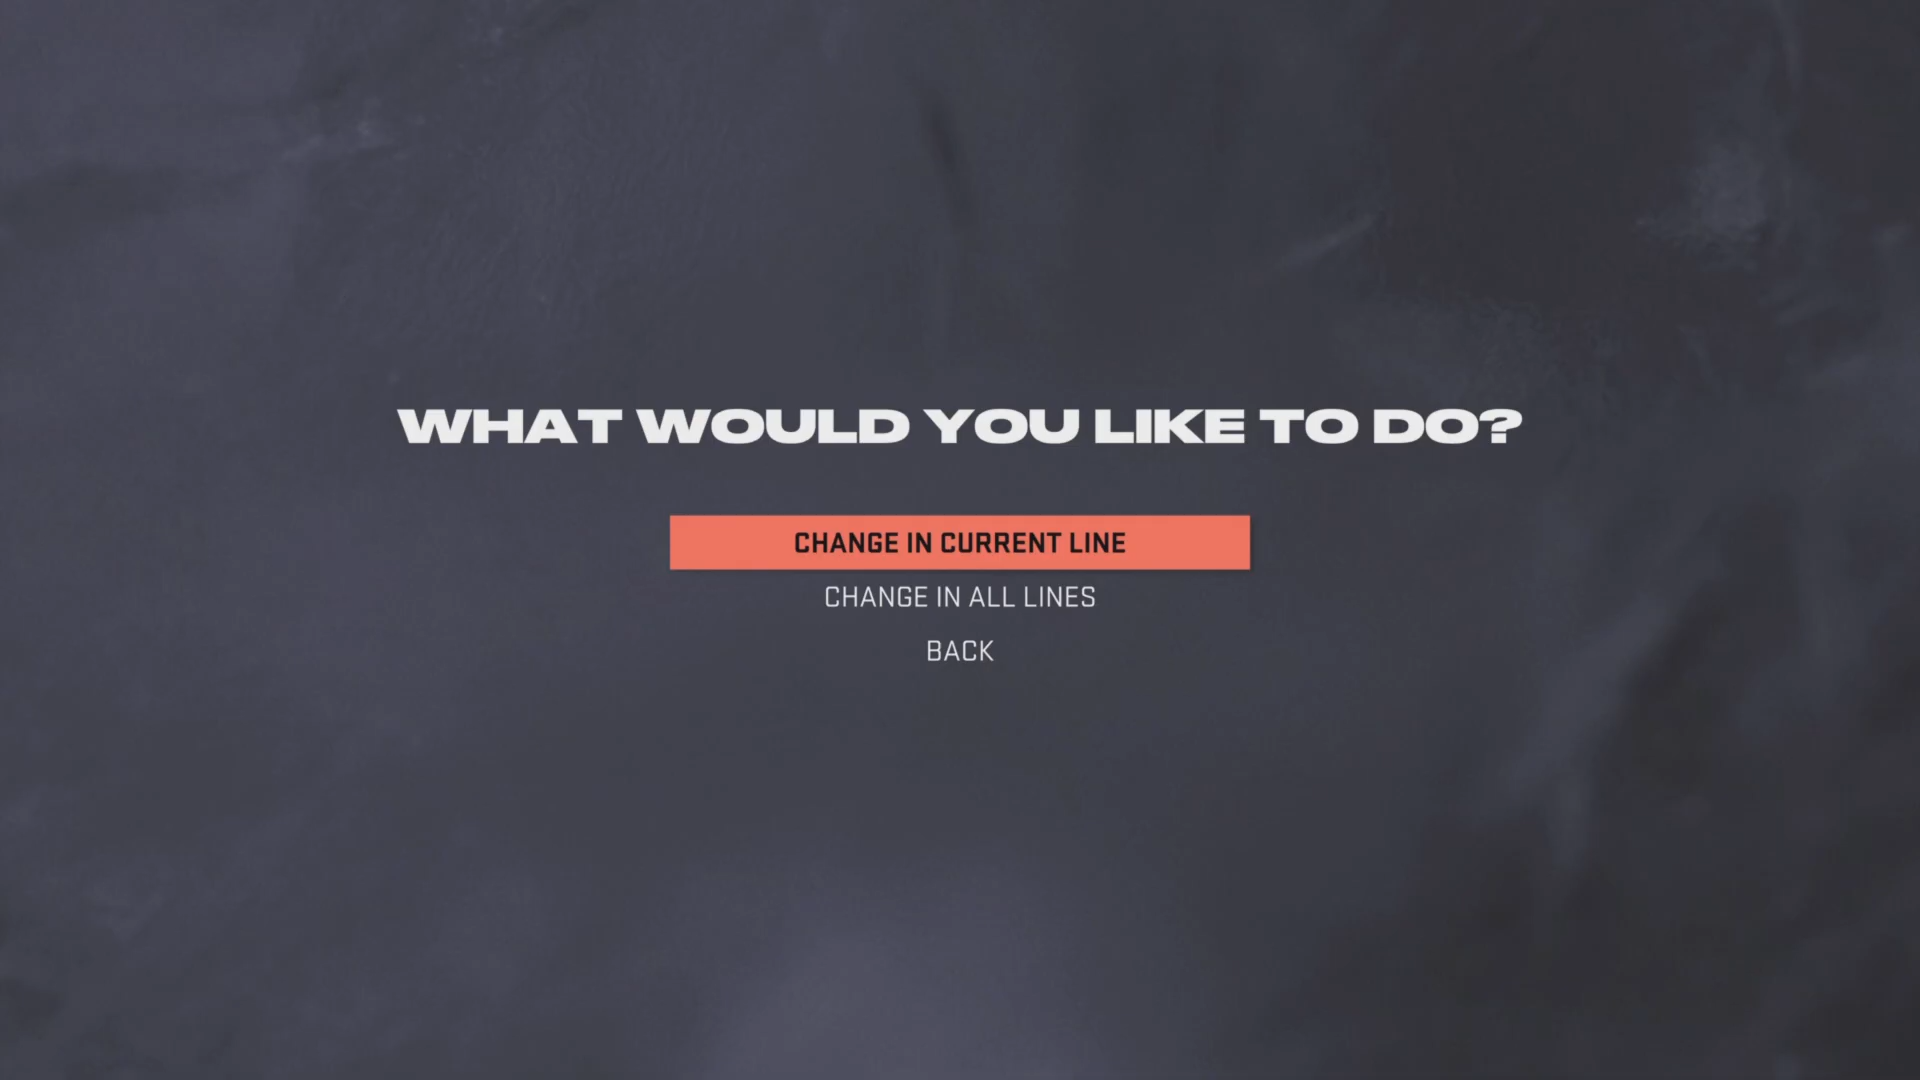 WHAT WOULD YOU LIKE TO DO?
CHANGE IN CURRENT LINE
CHANGE IN ALL LINES
BACK